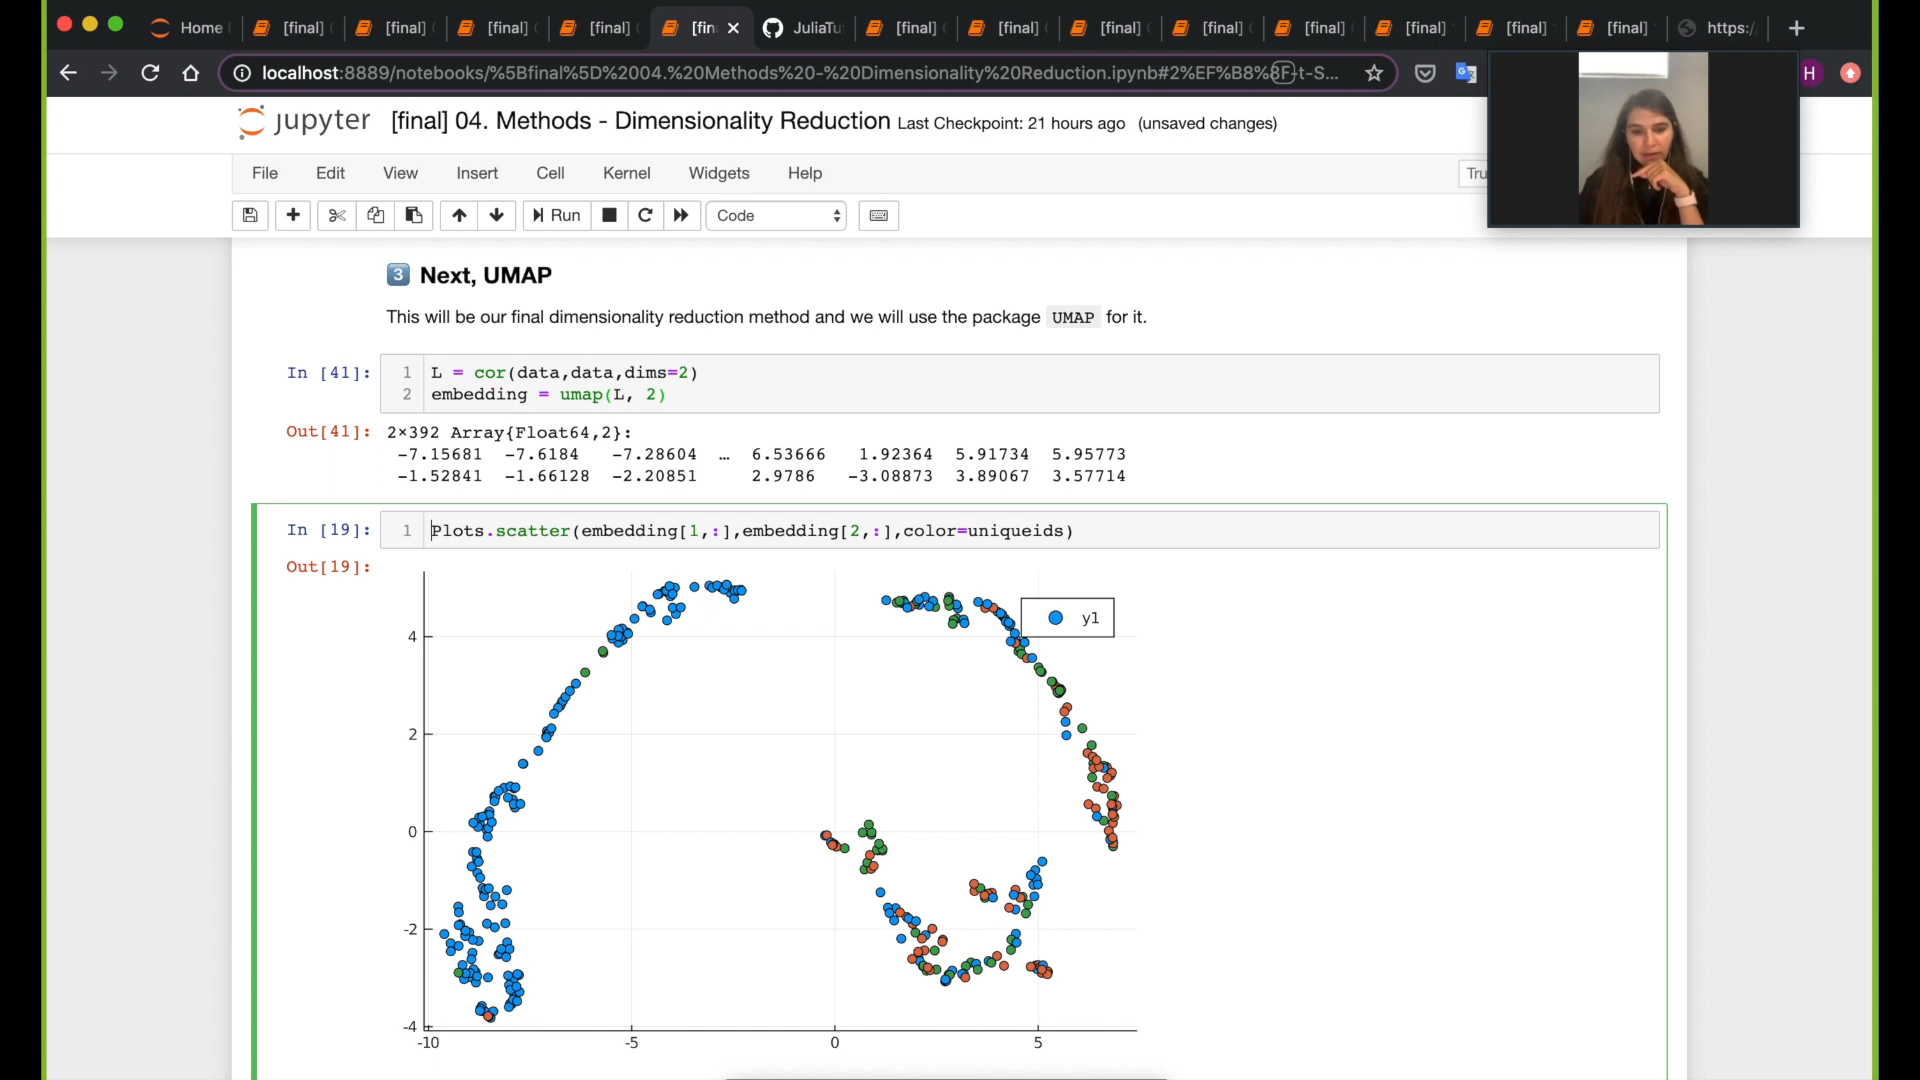 Home
[final]
[final]
[final]
[final]
[fin
JuliaTu
[final]
[final]
[final]
[final]
[final]
[final]
[final]
[final]
https:/
localhost:8889/notebooks/%5Bfinal%5D%2004.%20Methods%20-%20Dimensionality%20Reduction.ipynb#2%EF%B8%8F-t-S...
H
jupyter [final] 04. Methods - Dimensionality Reduction Last Checkpoint: 21 hours ago (unsaved changes)
File Edit View Insert Cell Kernel Widgets Help
Tru
Run
Code
3 Next, UMAP
This will be our final dimensionality reduction method and we will use the package UMAP for it.
In [41]: 1 L = cor(data,data,dims=2)
2 embedding = umap(L, 2)
Out[41]: 2×392 Array{Float64,2}:
-7.15681 -7.6184 -7.28604 … 6.53666 1.92364 5.91734 5.95773
-1.52841 -1.66128 -2.20851 2.9786 -3.08873 3.89067 3.57714
In [19]: 1 Plots.scatter(embedding[1,:],embedding[2,:],color=uniqueids)
Out[19]:
y1
4
2
0
-2
-4
-10 -5 0 5